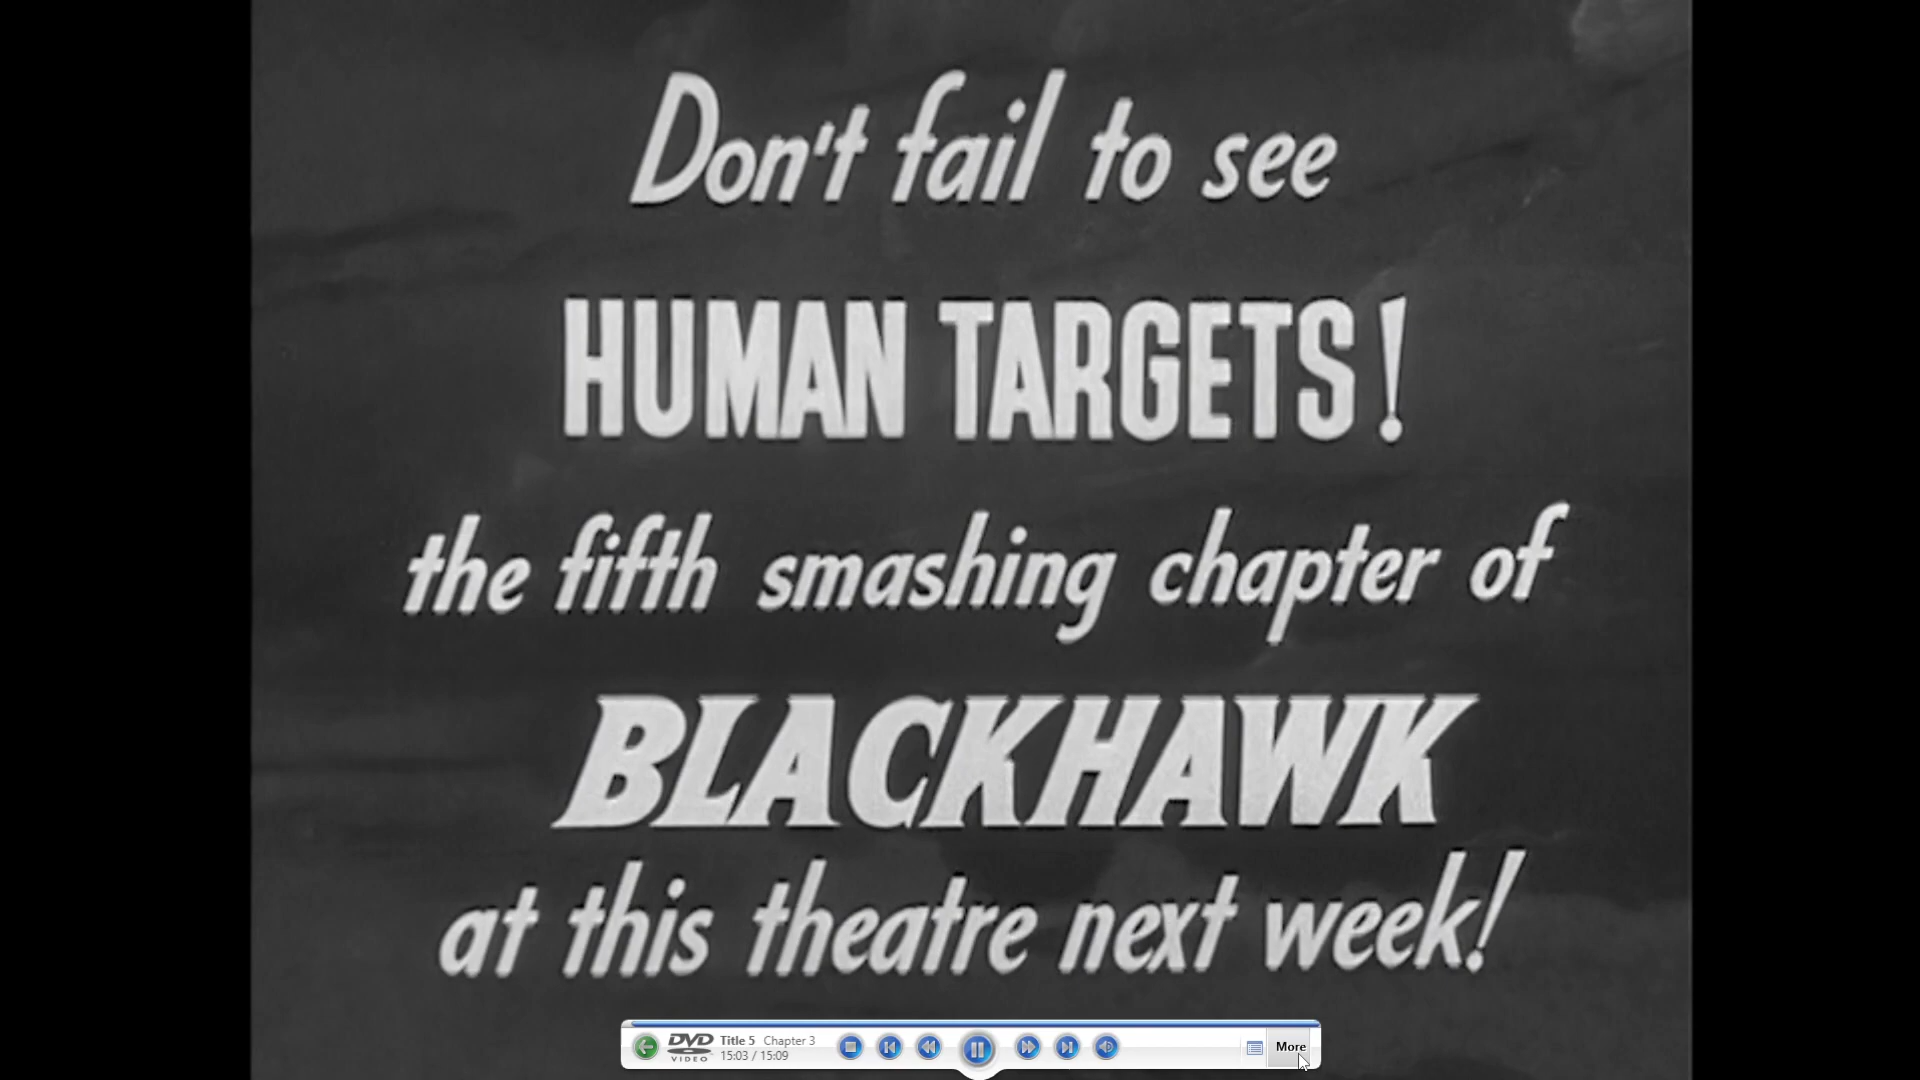 Don't fail to see
HUMAN TARGETS!
the fifth smashing chapter of
BLACKHAWK
at this theatre next week!
DVD VIDEO
Title 5 Chapter 3
15:03 / 15:09
More